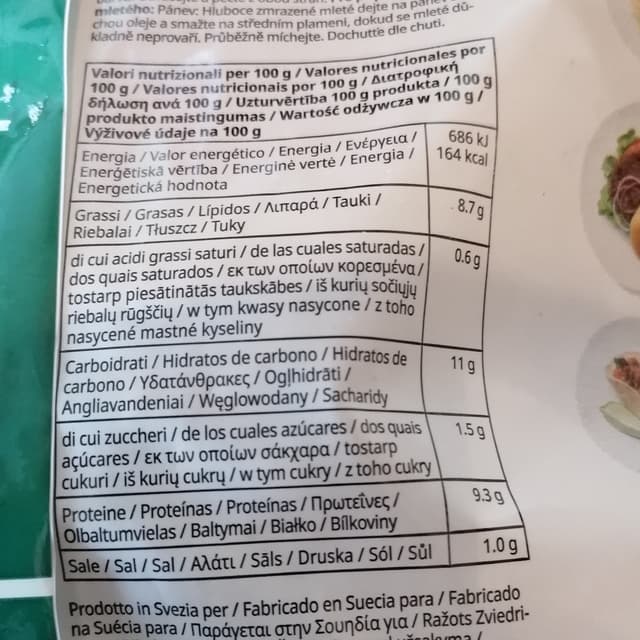 mletého: Pánev: Hluboce zmrazené mleté dejte na
chou oleje a smažte na středním plameni, dokud se mleté dů-
kladně neprovaří. Průběžně míchejte. Dochutťe dle chuti.
Valori nutrizionali per 100 g / Valores nutricionales por
100 g / Valores nutricionais por 100 g / Διατροφική
δήλωση ανά 100 g / Uzturvērtība 100 g produkta / 100 g
produkto maistingumas / Wartość odżywcza w 100 g /
Výživové údaje na 100 g
Energia / Valor energético / Energia / Ενέργεια /
Enerģētiskā vērtība / Energinė vertė / Energia /
Energetická hodnota
686 kJ
164 kcal
Grassi / Grasas / Lípidos / Λιπαρά / Tauki /
Riebalai / Tłuszcz / Tuky
8.7 g
di cui acidi grassi saturi / de las cuales saturadas /
dos quais saturados / εκ των οποίων κορεσμένα /
tostarp piesātinātās taukskābes / iš kurių sočiųjų
riebalų rūgščių / w tym kwasy nasycone / z toho
nasycené mastné kyseliny
0.6 g
Carboidrati / Hidratos de carbono / Hidratos de
carbono / Υδατάνθρακες / Ogļhidrāti /
Angliavandeniai / Węglowodany / Sacharidy
11 g
di cui zuccheri / de los cuales azúcares / dos quais
açúcares / εκ των οποίων σάκχαρα / tostarp
cukuri / iš kurių cukrų / w tym cukry / z toho cukry
1.5 g
Proteine / Proteínas / Proteínas / Πρωτεΐνες /
Olbaltumvielas / Baltymai / Białko / Bílkoviny
9.3 g
Sale / Sal / Sal / Αλάτι / Sāls / Druska / Sól / Sůl
1.0 g
Prodotto in Svezia per / Fabricado en Suecia para / Fabricado
na Suécia para / Παράγεται στην Σουηδία για / Ražots Zviedri-